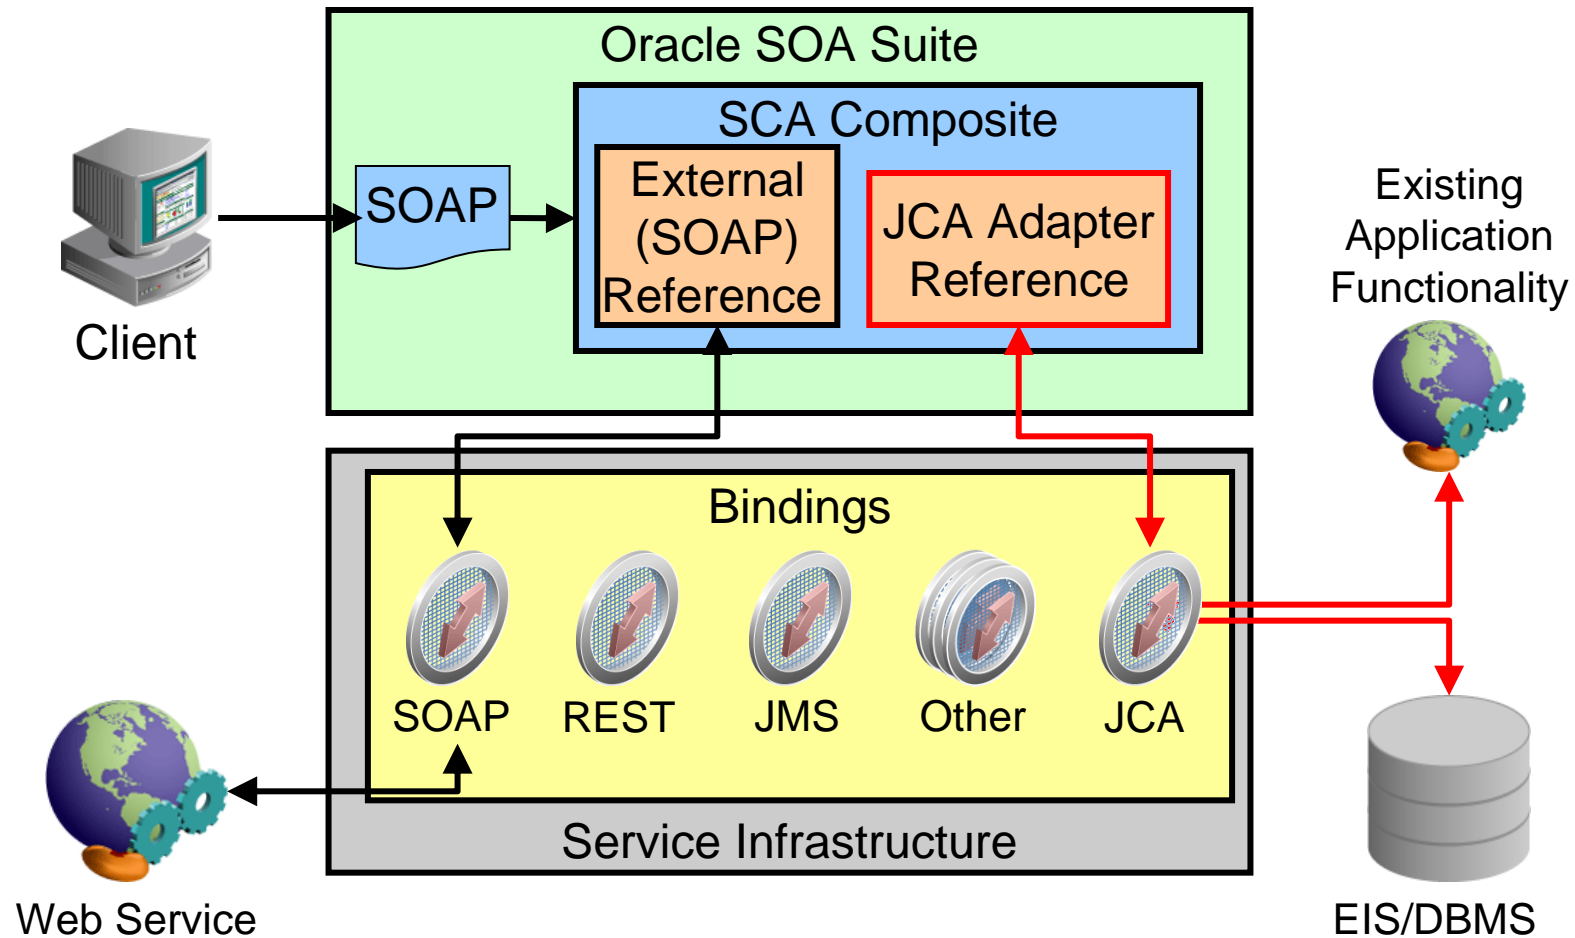 Oracle SOA Suite
SCA Composite
SOAP
External
(SOAP)
Reference
JCA Adapter
Reference
Client
Existing
Application
Functionality
Bindings
SOAP
REST
JMS
Other
JCA
Service Infrastructure
Web Service
EIS/DBMS